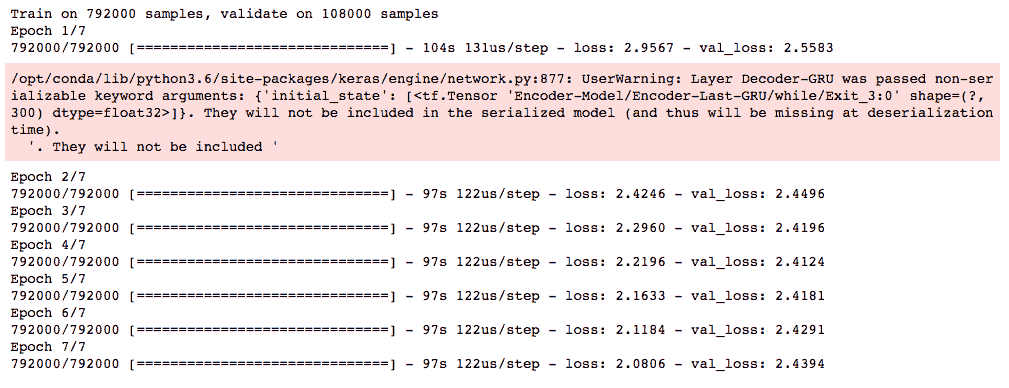 Train on 792000 samples, validate on 108000 samples
Epoch 1/7
792000/792000 [==============================] - 104s 131us/step - loss: 2.9567 - val_loss: 2.5583
/opt/conda/lib/python3.6/site-packages/keras/engine/network.py:877: UserWarning: Layer Decoder-GRU was passed non-ser
ializable keyword arguments: {'initial_state': [<tf.Tensor 'Encoder-Model/Encoder-Last-GRU/while/Exit_3:0' shape=(?,
300) dtype=float32>]}. They will not be included in the serialized model (and thus will be missing at deserialization
time).
  '. They will not be included '
Epoch 2/7
792000/792000 [==============================] - 97s 122us/step - loss: 2.4246 - val_loss: 2.4496
Epoch 3/7
792000/792000 [==============================] - 97s 122us/step - loss: 2.2960 - val_loss: 2.4196
Epoch 4/7
792000/792000 [==============================] - 97s 122us/step - loss: 2.2196 - val_loss: 2.4124
Epoch 5/7
792000/792000 [==============================] - 97s 122us/step - loss: 2.1633 - val_loss: 2.4181
Epoch 6/7
792000/792000 [==============================] - 97s 122us/step - loss: 2.1184 - val_loss: 2.4291
Epoch 7/7
792000/792000 [==============================] - 97s 122us/step - loss: 2.0806 - val_loss: 2.4394